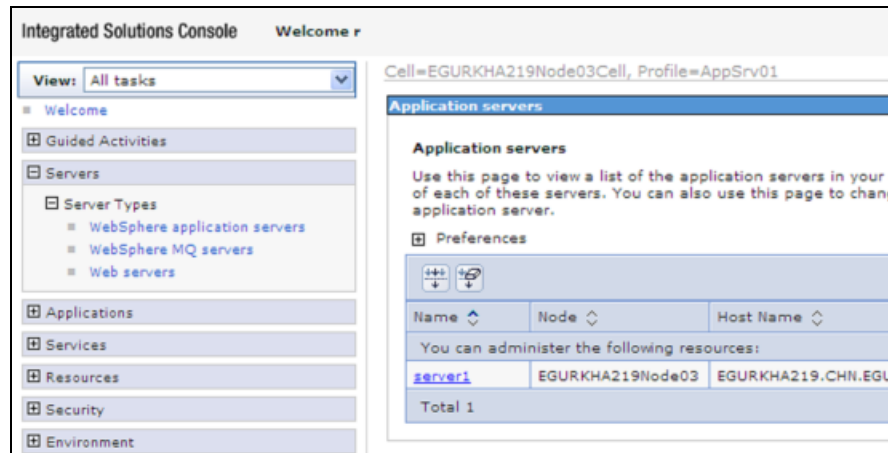 Integrated Solutions Console Welcome r
View: All tasks
Welcome
Guided Activities
Servers
Server Types
WebSphere application servers
WebSphere MQ servers
Web servers
Applications
Services
Resources
Security
Environment
Cell=EGURKHA219Node03Cell, Profile=AppSrv01
Application servers
Application servers
Use this page to view a list of the application servers in your
of each of these servers. You can also use this page to chang
application server.
Preferences
Name Node Host Name
You can administer the following resources:
server1 EGURKHA219Node03 EGURKHA219.CHN.EGU
Total 1